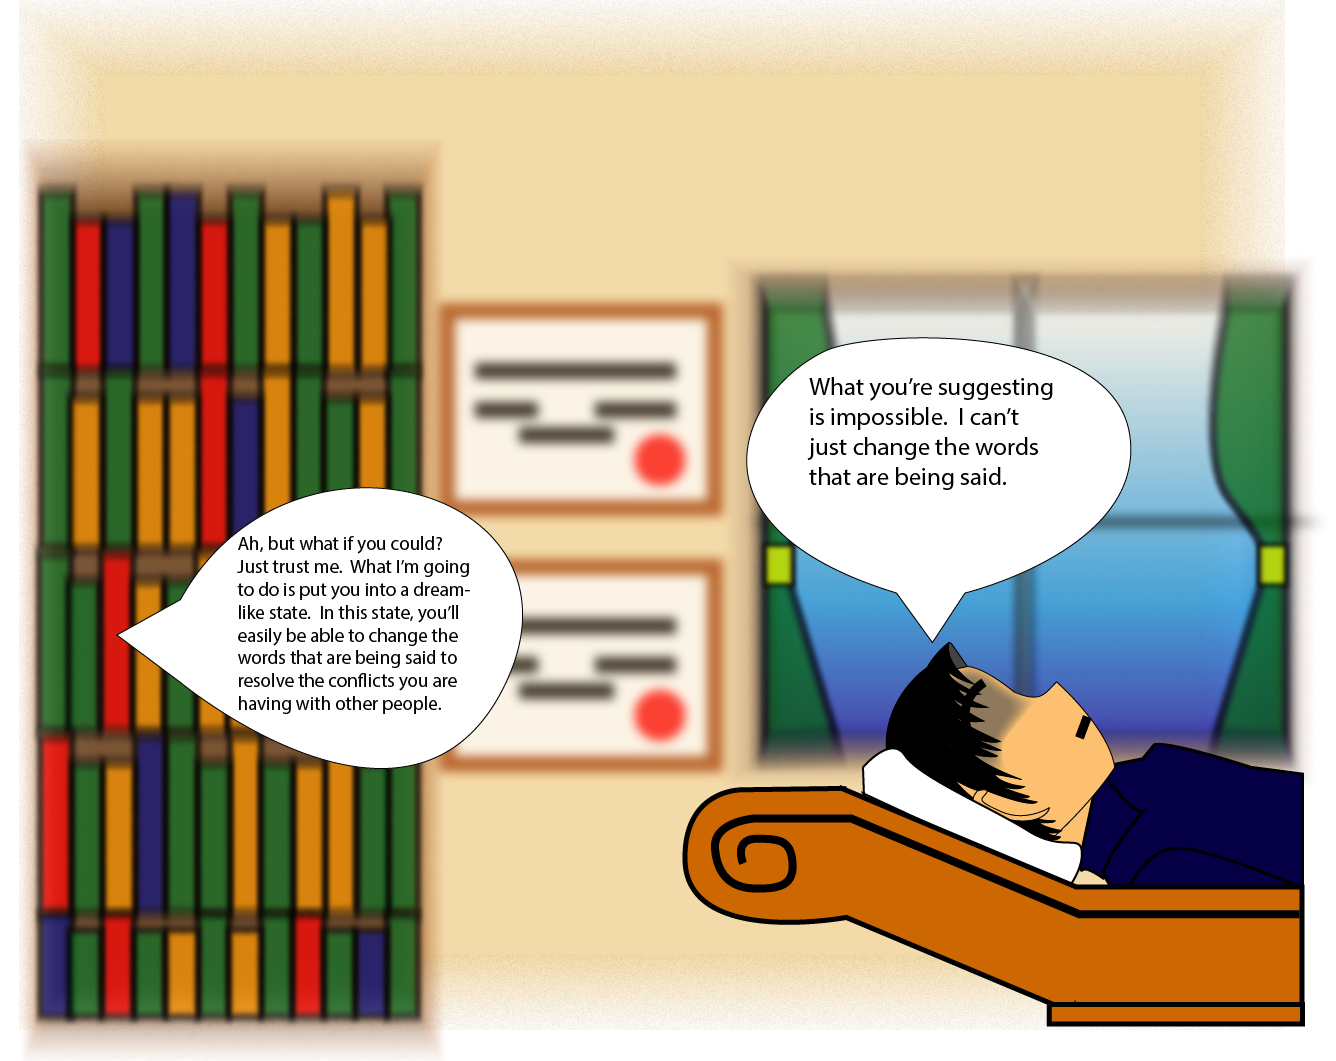 What you’re suggesting
is impossible.  I can’t
just change the words
that are being said.
Ah, but what if you could?
Just trust me.  What I’m going
to do is put you into a dream-
like state.  In this state, you’ll
easily be able to change the
words that are being said to
resolve the conflicts you are
having with other people.